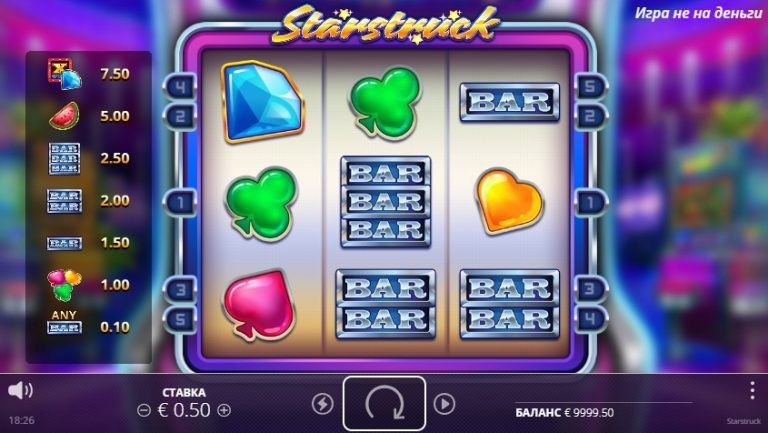 Starstruck
Игра не на деньги
7.50
5.00
BAR
BAR
BAR
2.50
BAR
BAR
2.00
BAR
1.50
1.00
ANY
BAR
0.10
4
2
1
3
5
BAR
BAR
BAR
BAR
BAR
BAR
BAR
BAR
5
2
1
3
4
18:26
СТАВКА
€ 0.50
БАЛАНС € 9999.50
Starstruck